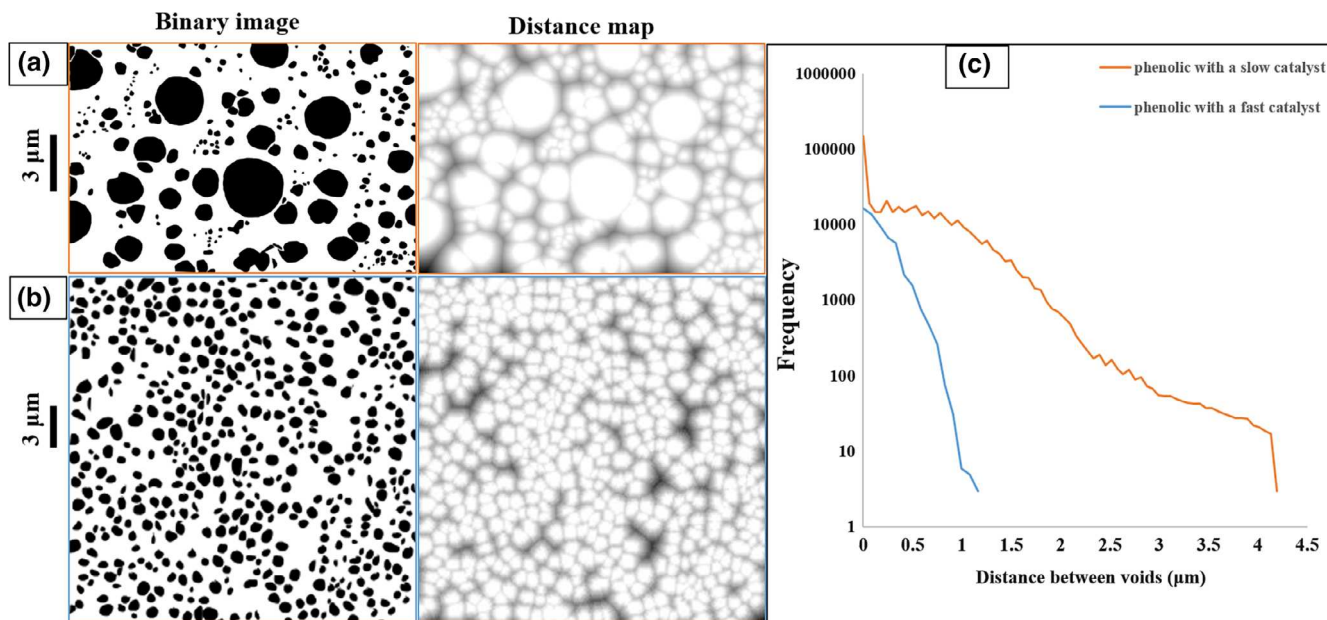 Binary image
Distance map
(a)
3 μm
(b)
3 μm
(c)
phenolic with a slow catalyst
phenolic with a fast catalyst
1000000
100000
10000
1000
100
10
1
Frequency
0 0.5 1 1.5 2 2.5 3 3.5 4 4.5
Distance between voids (μm)